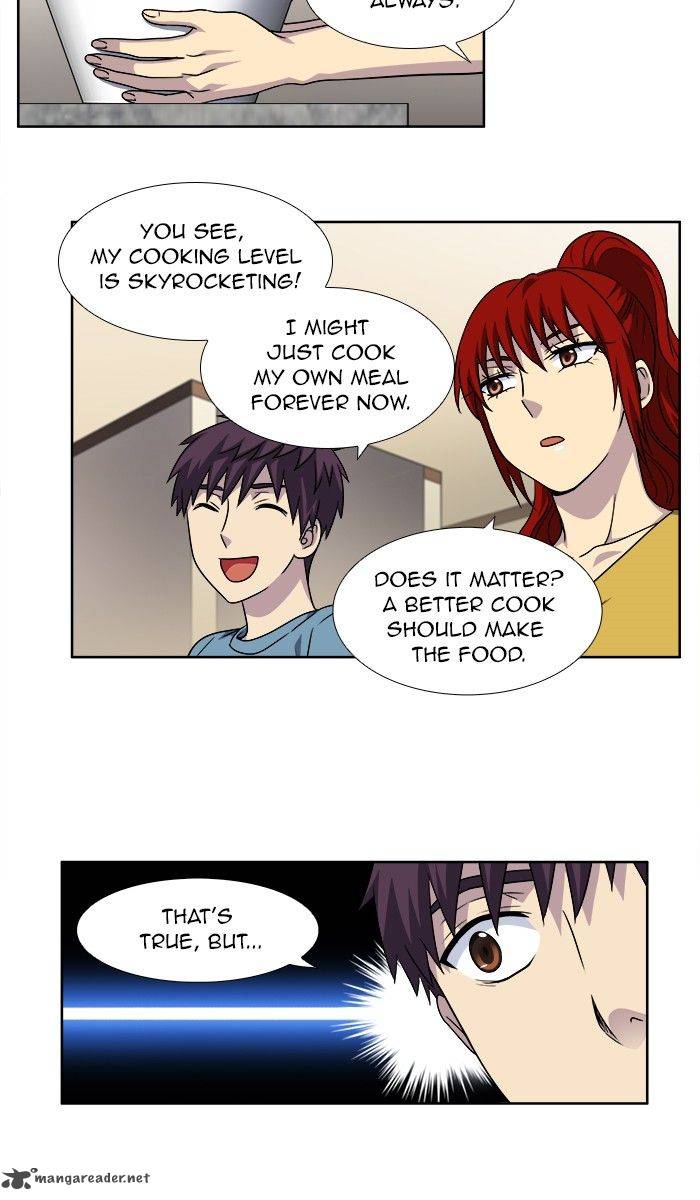 ALWAYS.
YOU SEE,
MY COOKING LEVEL
IS SKYROCKETING!
I MIGHT
JUST COOK
MY OWN MEAL
FOREVER NOW.
DOES IT MATTER?
A BETTER COOK
SHOULD MAKE
THE FOOD.
THAT'S
TRUE, BUT...
mangareader.net